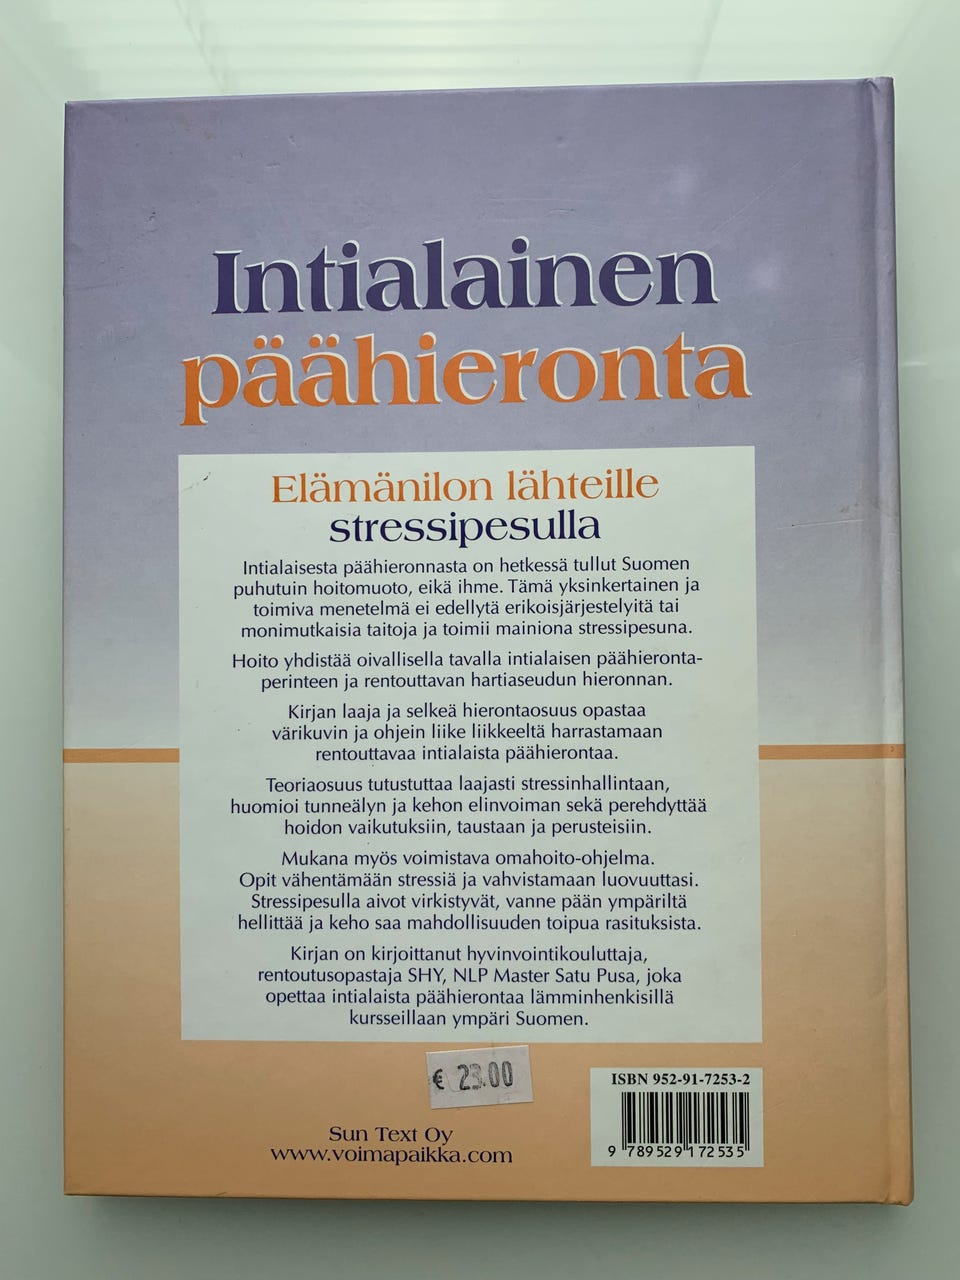 Intialainen
päähieronta
Elämänilon lähteille
stressipesulla
Intialaisesta päähieronnasta on hetkessä tullut Suomen
puhutuin hoitomuoto, eikä ihme. Tämä yksinkertainen ja
toimiva menetelmä ei edellytä erikoisjärjestelyitä tai
monimutkaisia taitoja ja toimii mainiona stressipesuna.
Hoito yhdistää oivallisella tavalla intialaisen päähieronta-
perinteen ja rentouttavan hartiaseudun hieronnan.
Kirjan laaja ja selkeä hierontaosuus opastaa
värikuvin ja ohjein liike liikkeeltä harrastamaan
rentouttavaa intialaista päähierontaa.
Teoriaosuus tutustuttaa laajasti stressinhallintaan,
huomioi tunneälyn ja kehon elinvoiman sekä perehdyttää
hoidon vaikutuksiin, taustaan ja perusteisiin.
Mukana myös voimistava omahoito-ohjelma.
Opit vähentämään stressiä ja vahvistamaan luovuuttasi.
Stressipesulla aivot virkistyvät, vanne pään ympäriltä
hellittää ja keho saa mahdollisuuden toipua rasituksista.
Kirjan on kirjoittanut hyvinvointikouluttaja,
rentoutusopastaja SHY, NLP Master Satu Pusa, joka
opettaa intialaista päähierontaa lämminhenkisillä
kursseillaan ympäri Suomen.
€ 23.00
Sun Text Oy
www.voimapaikka.com
ISBN 952-91-7253-2
9 789529 172535